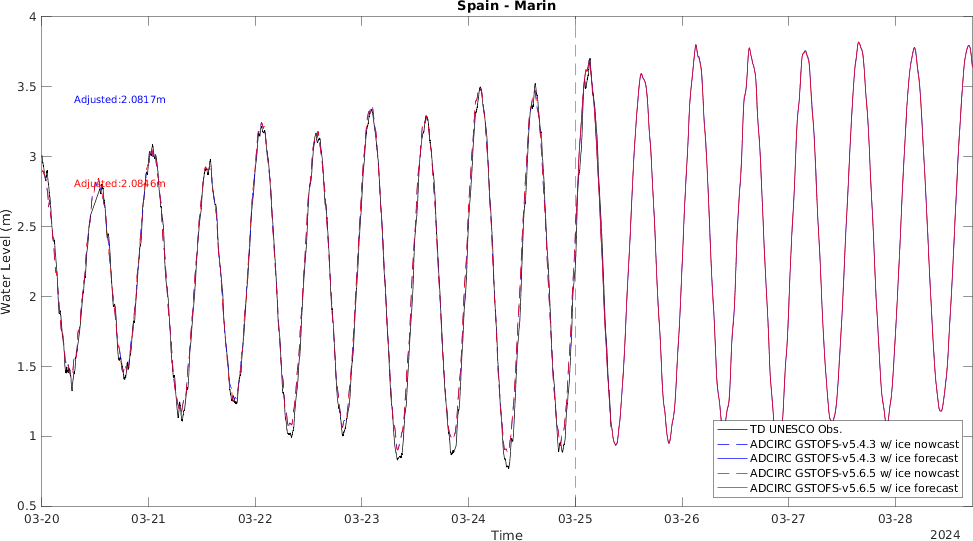 Spain - Marin
4
3.5
3
2.5
2
1.5
1
0.5
Water Level (m)
Adjusted:2.0817m
Adjusted:2.0846m
TD UNESCO Obs.
ADCIRC GSTOFS-v5.4.3 w/ ice nowcast
ADCIRC GSTOFS-v5.4.3 w/ ice forecast
ADCIRC GSTOFS-v5.6.5 w/ ice nowcast
ADCIRC GSTOFS-v5.6.5 w/ ice forecast
03-20 03-21 03-22 03-23 03-24 03-25 03-26 03-27 03-28
Time
2024